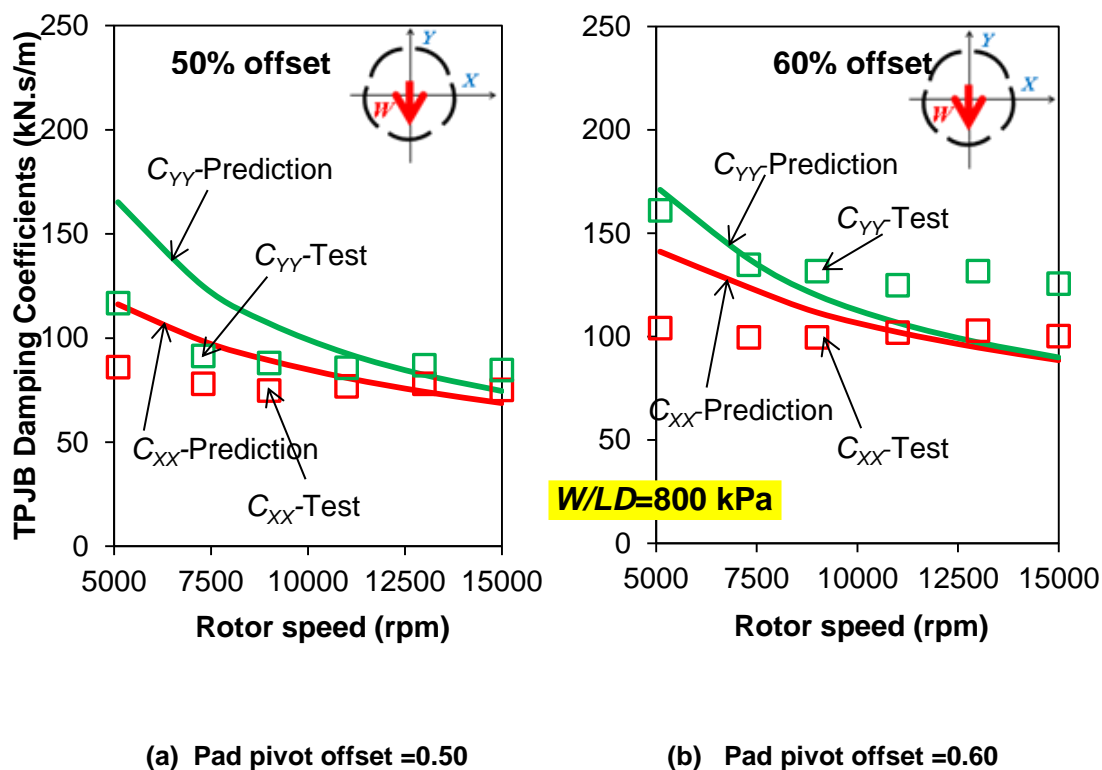 TPJB Damping Coefficients (kN.s/m)
250
200
150
100
50
0
50% offset
Y
X
W
CYY-Prediction
CYY-Test
CXX-Prediction
CXX-Test
5000 7500 10000 12500 15000
Rotor speed (rpm)
250
200
150
100
50
0
60% offset
Y
X
W
CYY-Prediction
CYY-Test
CXX-Prediction
CXX-Test
W/LD=800 kPa
5000 7500 10000 12500 15000
Rotor speed (rpm)
(a) Pad pivot offset =0.50
(b) Pad pivot offset =0.60